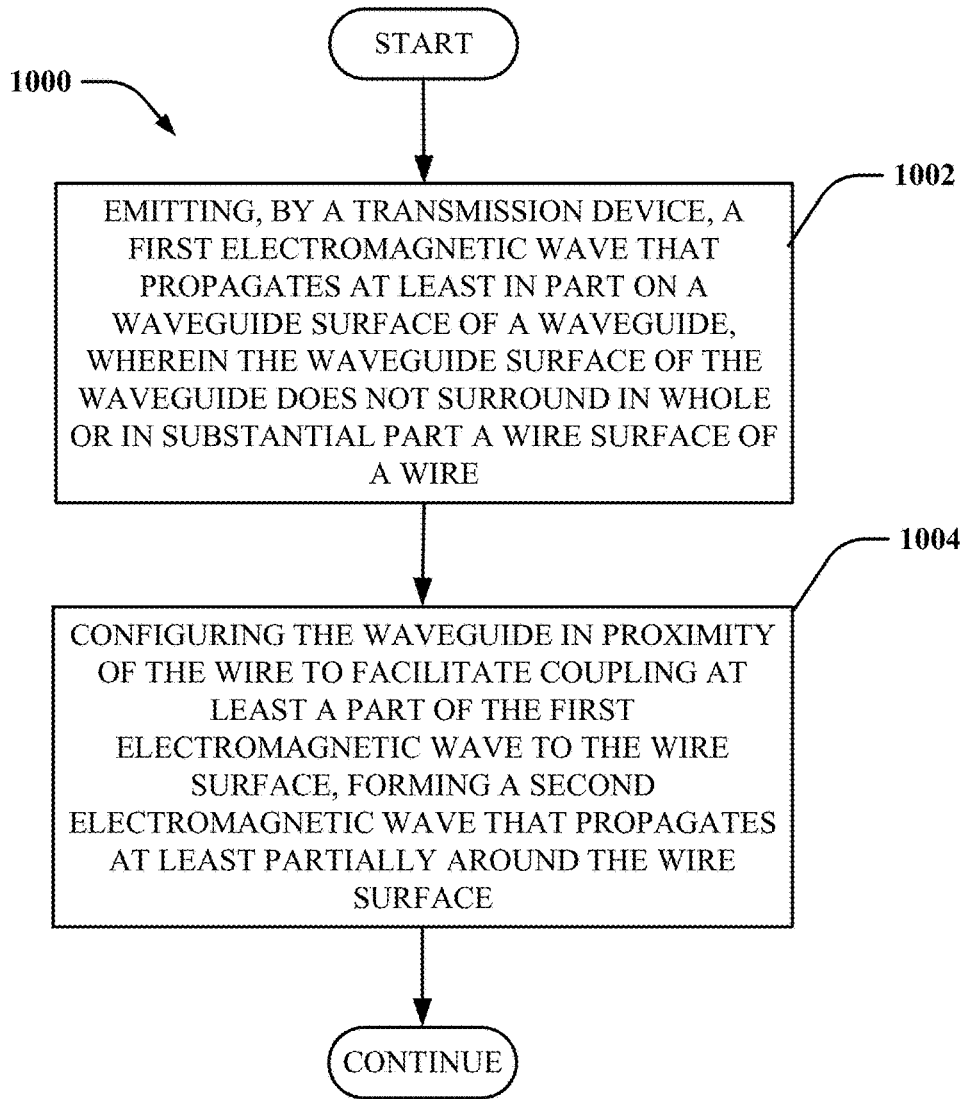 START
1000
1002
EMITTING, BY A TRANSMISSION DEVICE, A
FIRST ELECTROMAGNETIC WAVE THAT
PROPAGATES AT LEAST IN PART ON A
WAVEGUIDE SURFACE OF A WAVEGUIDE,
WHEREIN THE WAVEGUIDE SURFACE OF THE
WAVEGUIDE DOES NOT SURROUND IN WHOLE
OR IN SUBSTANTIAL PART A WIRE SURFACE OF
A WIRE
1004
CONFIGURING THE WAVEGUIDE IN PROXIMITY
OF THE WIRE TO FACILITATE COUPLING AT
LEAST A PART OF THE FIRST
ELECTROMAGNETIC WAVE TO THE WIRE
SURFACE, FORMING A SECOND
ELECTROMAGNETIC WAVE THAT PROPAGATES
AT LEAST PARTIALLY AROUND THE WIRE
SURFACE
CONTINUE